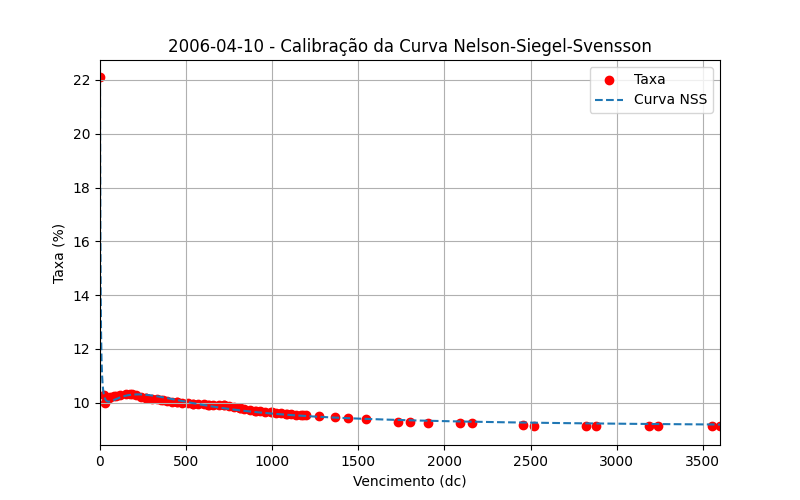 2006-04-10 - Calibração da Curva Nelson-Siegel-Svensson
Taxa
Curva NSS
Taxa (%)
22
20
18
16
14
12
10
0 500 1000 1500 2000 2500 3000 3500
Vencimento (dc)